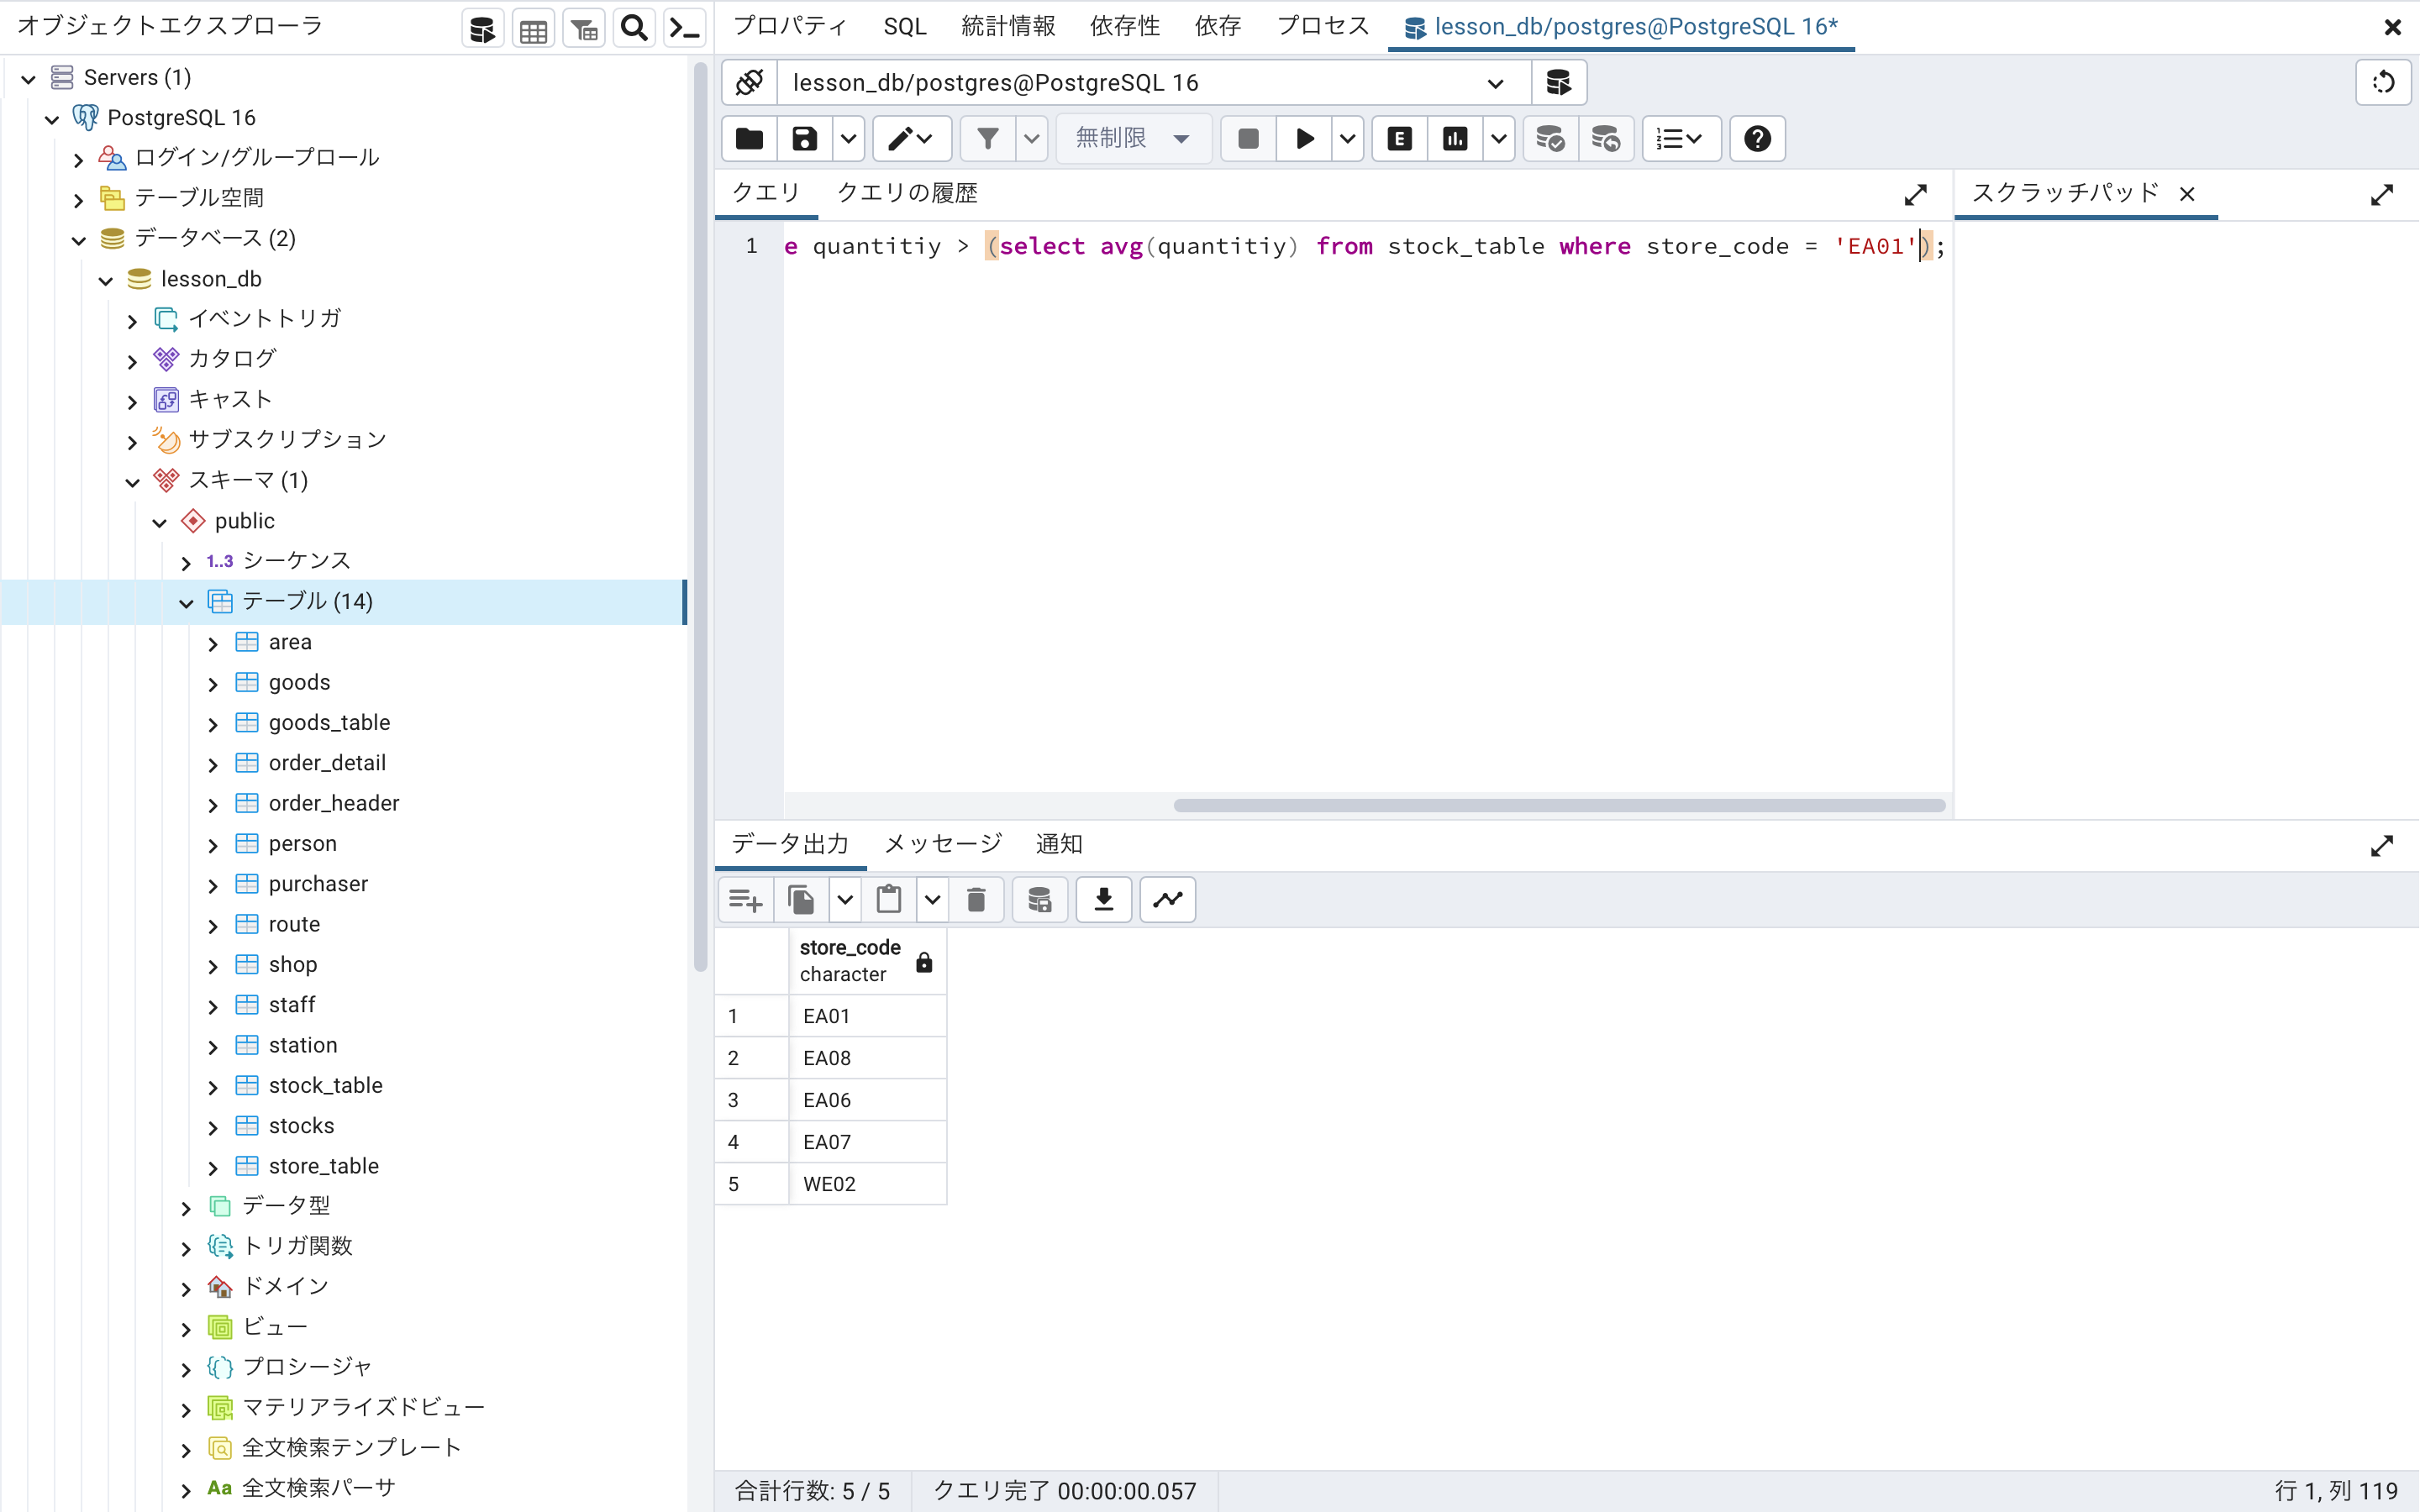 オブジェクトエクスプローラ
Servers (1)
PostgreSQL 16
ログイン/グループロール
テーブル空間
データベース (2)
lesson_db
イベントトリガ
カタログ
キャスト
サブスクリプション
スキーマ (1)
public
1..3 シーケンス
テーブル (14)
area
goods
goods_table
order_detail
order_header
person
purchaser
route
shop
staff
station
stock_table
stocks
store_table
データ型
トリガ関数
ドメイン
ビュー
プロシージャ
マテリアライズドビュー
全文検索テンプレート
Aa 全文検索パーサ
プロパティ SQL 統計情報 依存性 依存 プロセス lesson_db/postgres@PostgreSQL 16*
lesson_db/postgres@PostgreSQL 16
無制限 E
クエリ クエリの履歴
スクラッチパッド
1 e quantitiy > (select avg(quantitiy) from stock_table where store_code = 'EA01');
データ出力 メッセージ 通知
store_code
character
1 EA01
2 EA08
3 EA06
4 EA07
5 WE02
合計行数: 5 / 5 クエリ完了 00:00:00.057 行 1, 列 119